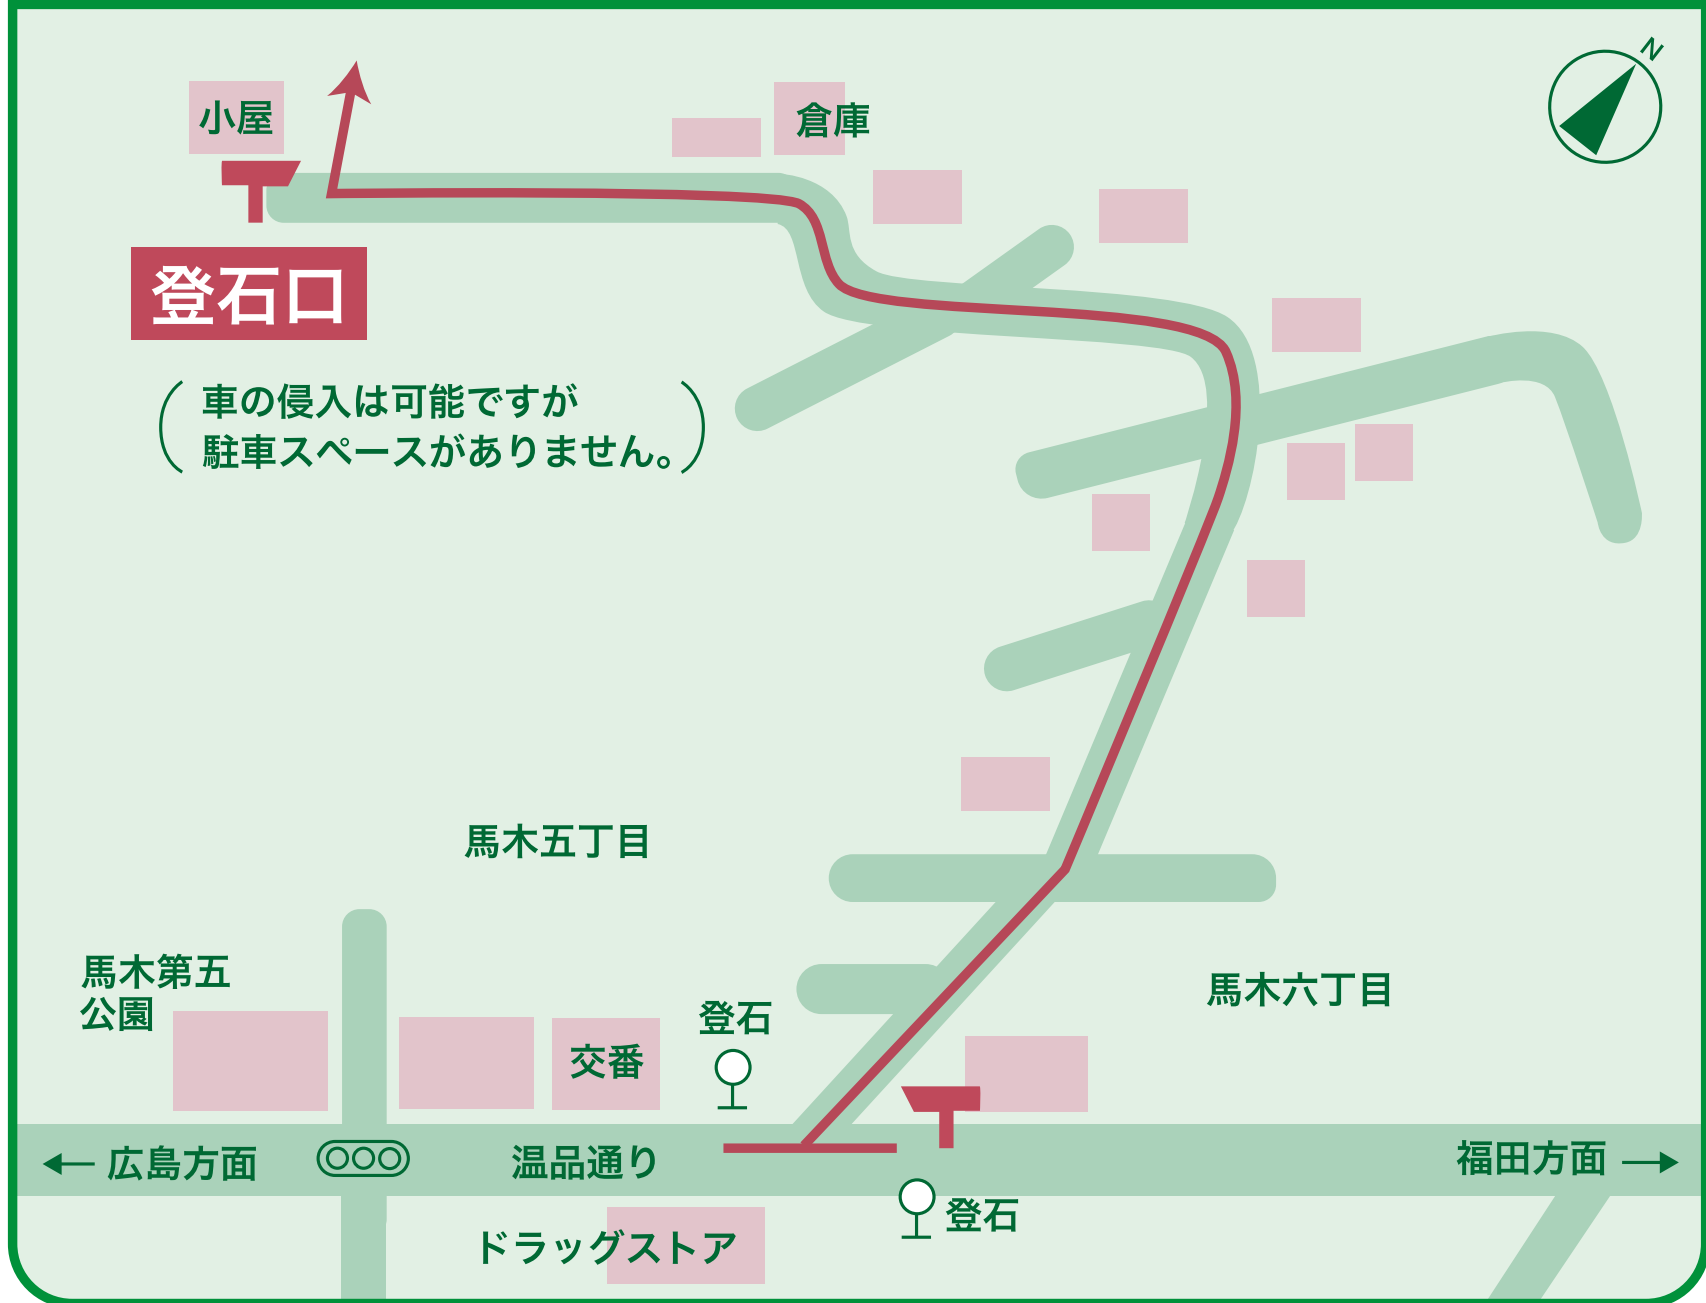 N
小屋
倉庫
登石口
（車の侵入は可能ですが
駐車スペースがありません。）
馬木五丁目
馬木第五
公園
馬木六丁目
登石
交番
←広島方面
温品通り
福田方面→
登石
ドラッグストア